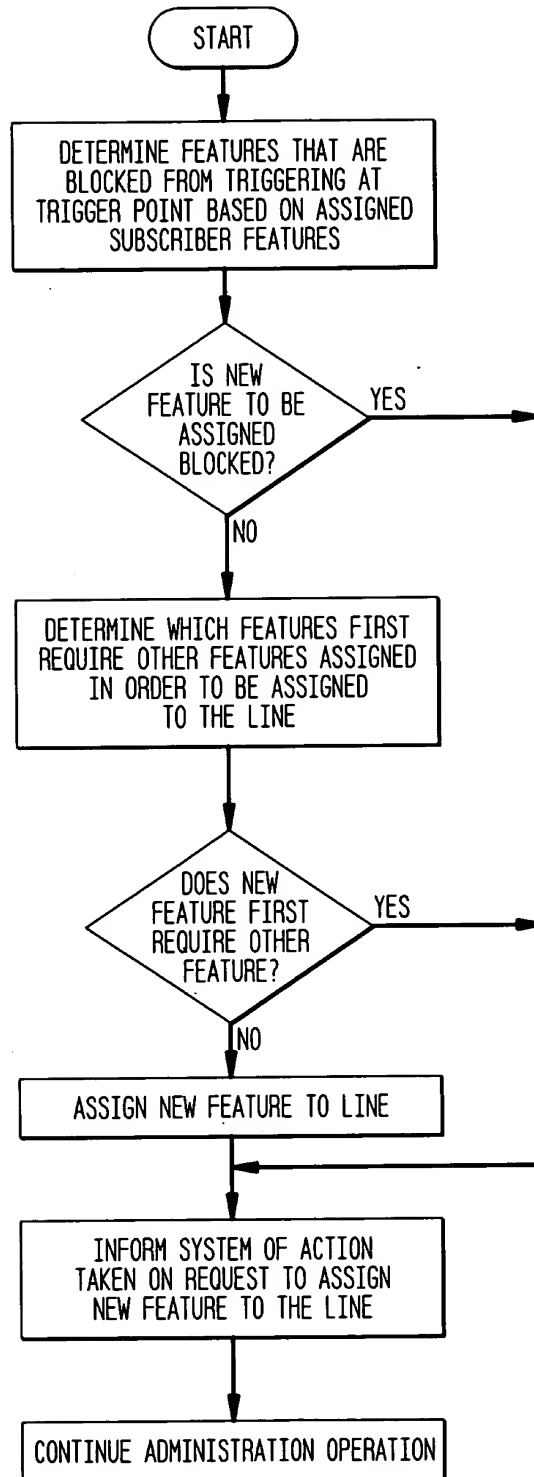 START
DETERMINE FEATURES THAT ARE
BLOCKED FROM TRIGGERING AT
TRIGGER POINT BASED ON ASSIGNED
SUBSCRIBER FEATURES
IS NEW
FEATURE TO BE
ASSIGNED
BLOCKED?
YES
NO
DETERMINE WHICH FEATURES FIRST
REQUIRE OTHER FEATURES ASSIGNED
IN ORDER TO BE ASSIGNED
TO THE LINE
DOES NEW
FEATURE FIRST
REQUIRE OTHER
FEATURE?
YES
NO
ASSIGN NEW FEATURE TO LINE
INFORM SYSTEM OF ACTION
TAKEN ON REQUEST TO ASSIGN
NEW FEATURE TO THE LINE
CONTINUE ADMINISTRATION OPERATION